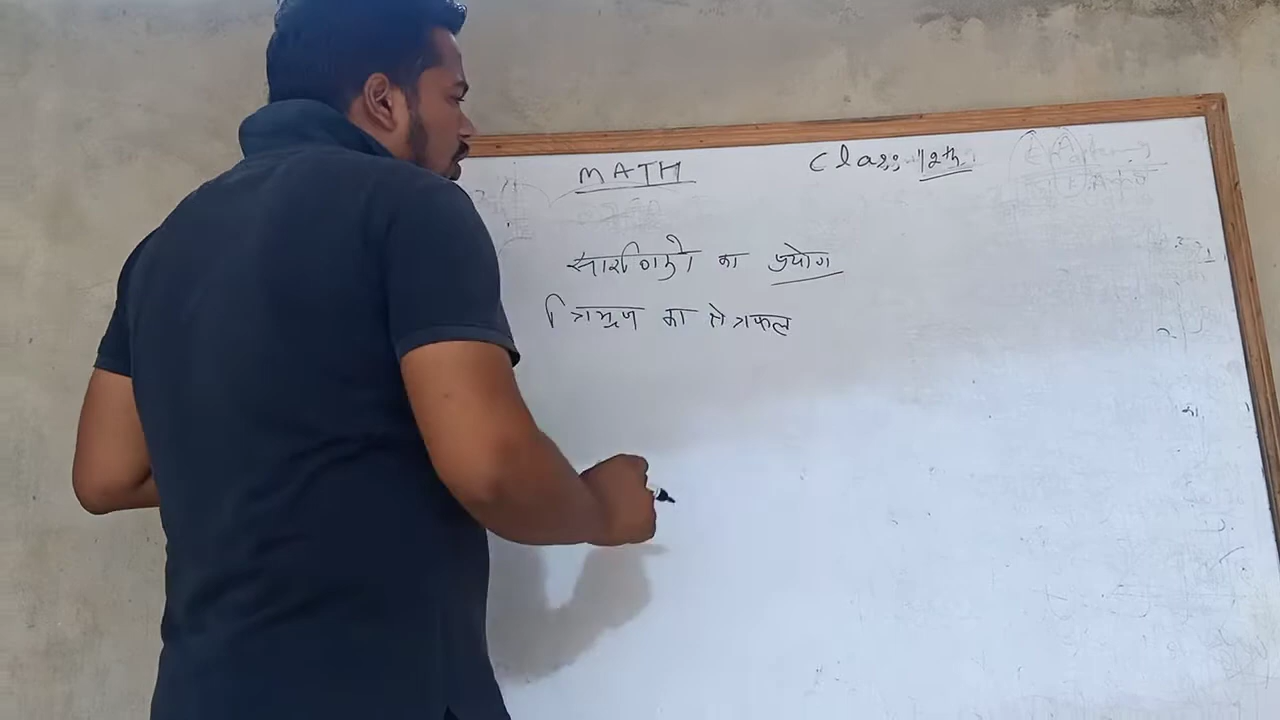 MATH Class 12th
सारणिको का प्रयोग
त्रिभुज का क्षेत्रफल